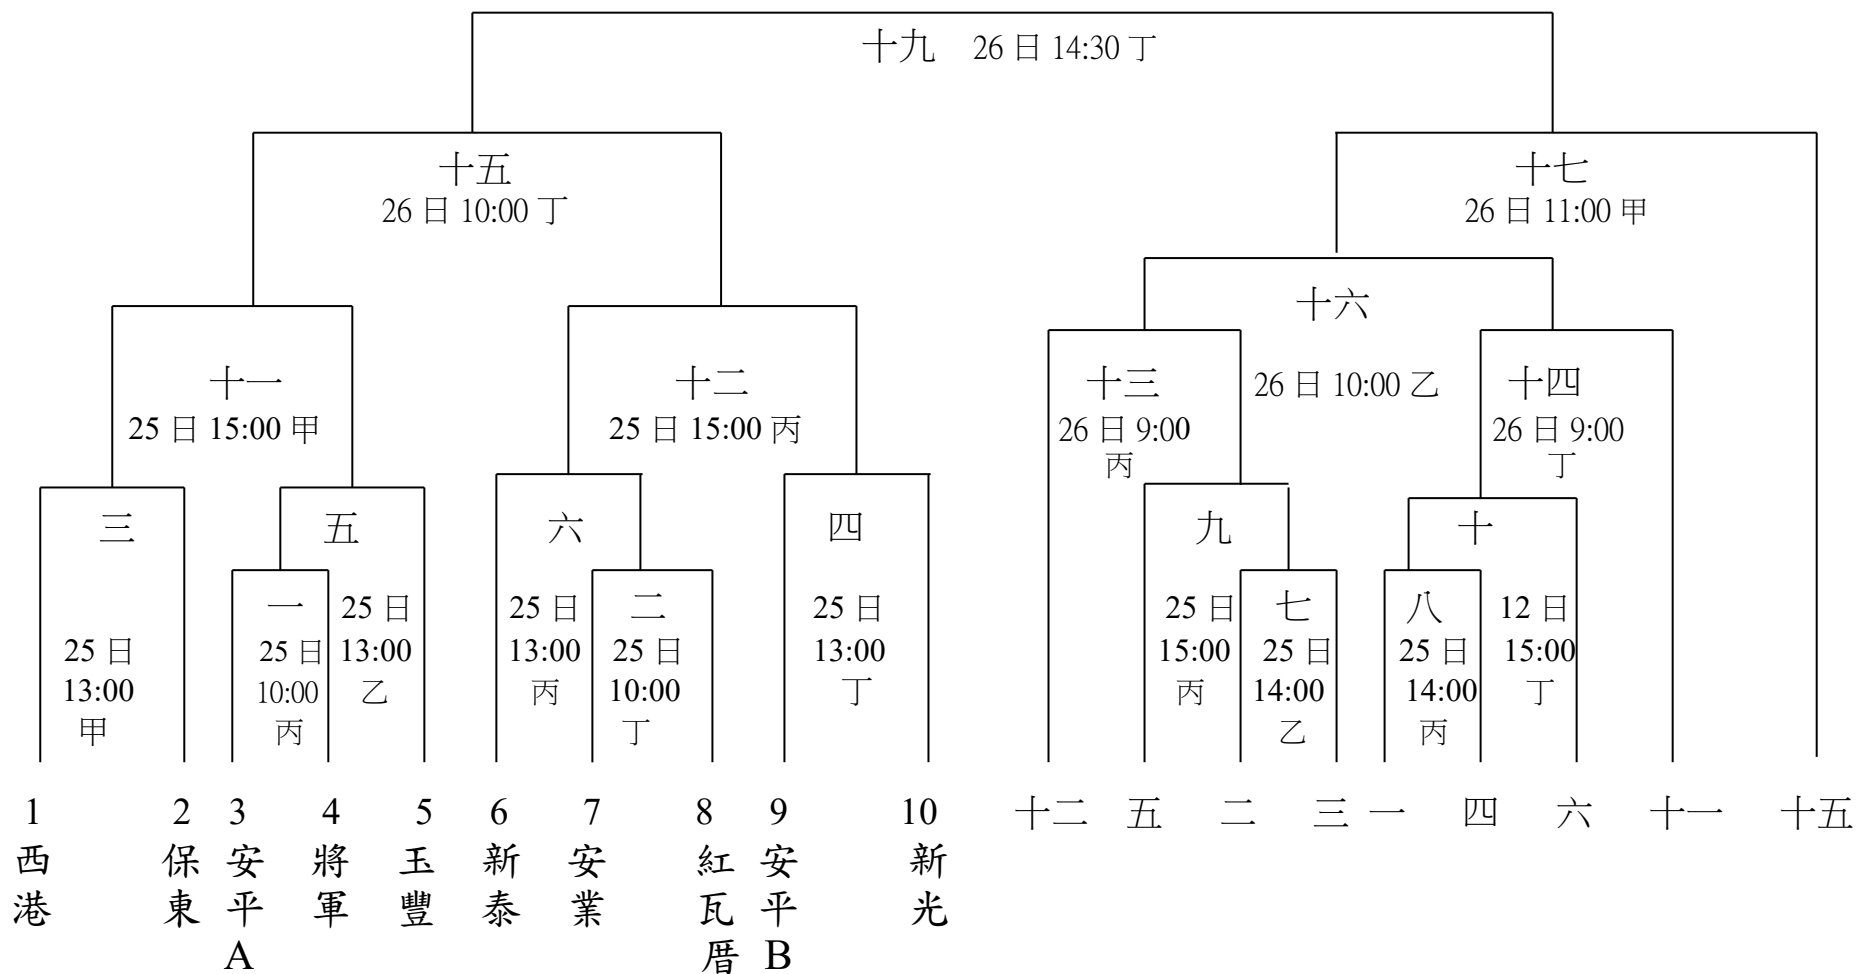 十九 26日14:30丁
十五
26日10:00丁
十七
26日11:00甲
十六
26日10:00乙
十一
25日15:00甲
十二
25日15:00丙
十三
26日9:00
丙
十四
26日9:00
丁
三
25日
13:00
甲
五
25日
13:00
乙
一
25日
10:00
丙
六
25日
13:00
丙
二
25日
10:00
丁
四
25日
13:00
丁
九
25日
15:00
丙
七
25日
14:00
乙
八
25日
14:00
丙
十
12日
15:00
丁
1 2 3 4 5 6 7 8 9 10 十二 五 二 三 一 四 六 十一 十五
西港
保東
安平A
將軍
玉豐
新泰
安業
紅瓦厝
安平B
新光